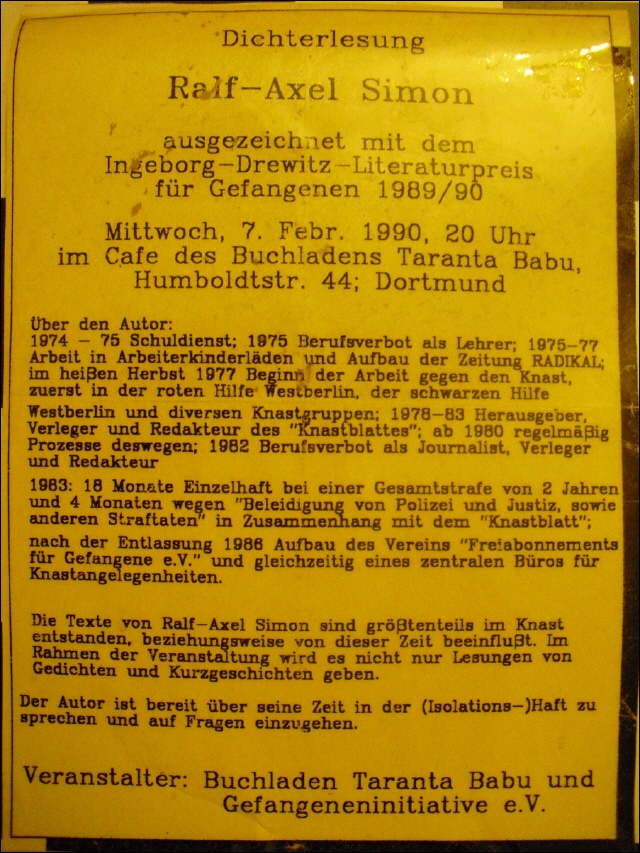 Dichterlesung
Ralf-Axel Simon
ausgezeichnet mit dem
Ingeborg-Drewitz-Literaturpreis
für Gefangenen 1989/90
Mittwoch, 7. Febr. 1990, 20 Uhr
im Cafe des Buchladens Taranta Babu,
Humboldtstr. 44; Dortmund
Über den Autor:
1974 - 75 Schuldienst; 1975 Berufsverbot als Lehrer; 1975-77
Arbeit in Arbeiterkinderläden und Aufbau der Zeitung RADIKAL;
im heißen Herbst 1977 Beginn der Arbeit gegen den Knast,
zuerst in der roten Hilfe Westberlin, der schwarzen Hilfe
Westberlin und diversen Knastgruppen; 1978-83 Herausgeber,
Verleger und Redakteur des "Knastblattes"; ab 1980 regelmäßig
Prozesse deswegen; 1982 Berufsverbot als Journalist, Verleger
und Redakteur
1983: 18 Monate Einzelhaft bei einer Gesamtstrafe von 2 Jahren
und 4 Monaten wegen "Beleidigung von Polizei und Justiz, sowie
anderen Straftaten" in Zusammenhang mit dem "Knastblatt";
nach der Entlassung 1986 Aufbau des Vereins "Freiabonnements
für Gefangene e.V." und gleichzeitig eines zentralen Büros für
Knastangelegenheiten.
Die Texte von Ralf-Axel Simon sind größtenteils im Knast
entstanden, beziehungsweise von dieser Zeit beeinflußt. Im
Rahmen der Veranstaltung wird es nicht nur Lesungen von
Gedichten und Kurzgeschichten geben.
Der Autor ist bereit über seine Zeit in der (Isolations-)Haft zu
sprechen und auf Fragen einzugehen.
Veranstalter: Buchladen Taranta Babu und
Gefangeneninitiative e.V.